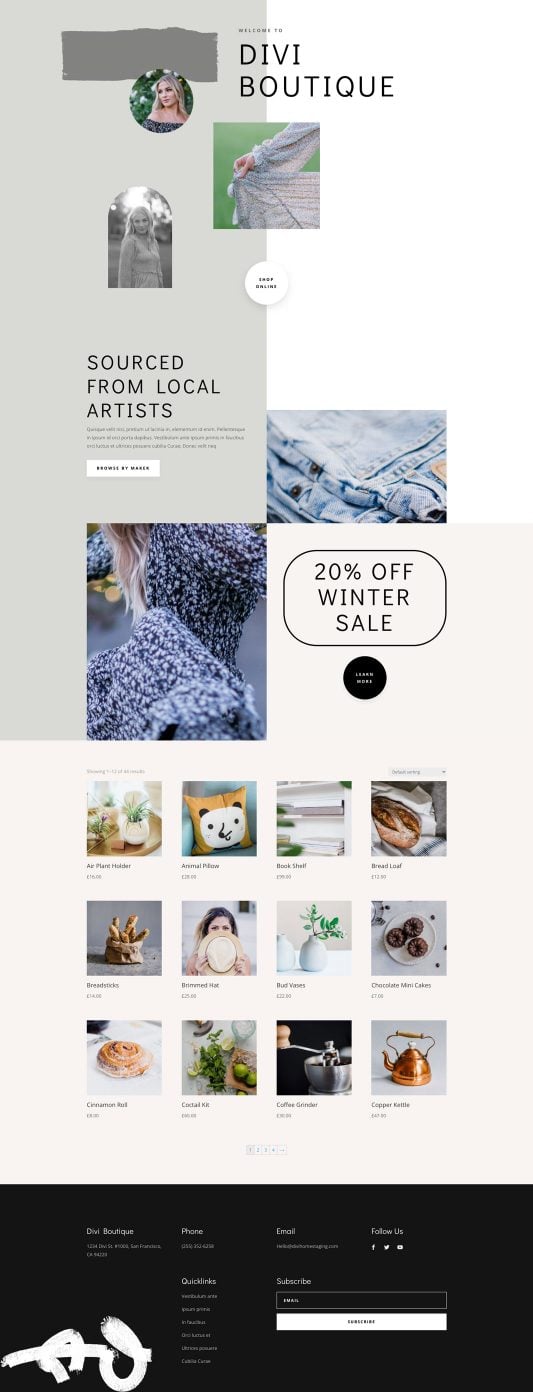 WELCOME TO
DIVI
BOUTIQUE
SHOP
ONLINE
SOURCED
FROM LOCAL
ARTISTS
Quisque velit nisi, pretium ut lacinia in, elementum id enim. Pellentesque
in ipsum id orci porta dapibus. Vestibulum ante ipsum primis in faucibus
orci luctus et ultrices posuere cubilia Curae; Donec velit neq
BROWSE BY MAKER
20% OFF
WINTER
SALE
LEARN
MORE
Showing 1–12 of 44 results
Default sorting
Air Plant Holder
£16.00
Animal Pillow
£28.00
Book Shelf
£99.00
Bread Loaf
£12.00
Breadsticks
£14.00
Brimmed Hat
£25.00
Bud Vases
£22.00
Chocolate Mini Cakes
£7.00
Cinnamon Roll
£8.00
Coctail Kit
£65.00
Coffee Grinder
£30.00
Copper Kettle
£47.00
1 2 3 4 →
Divi Boutique
1234 Divi St. #1000, San Francisco,
CA 94220
Phone
(255) 352-6258
Email
Hello@divihomestaging.com
Follow Us
Quicklinks
Vestibulum ante
Ipsum primis
In faucibus
Orci luctus et
Ultrices posuere
Cubilia Curae
Subscribe
EMAIL
SUBSCRIBE